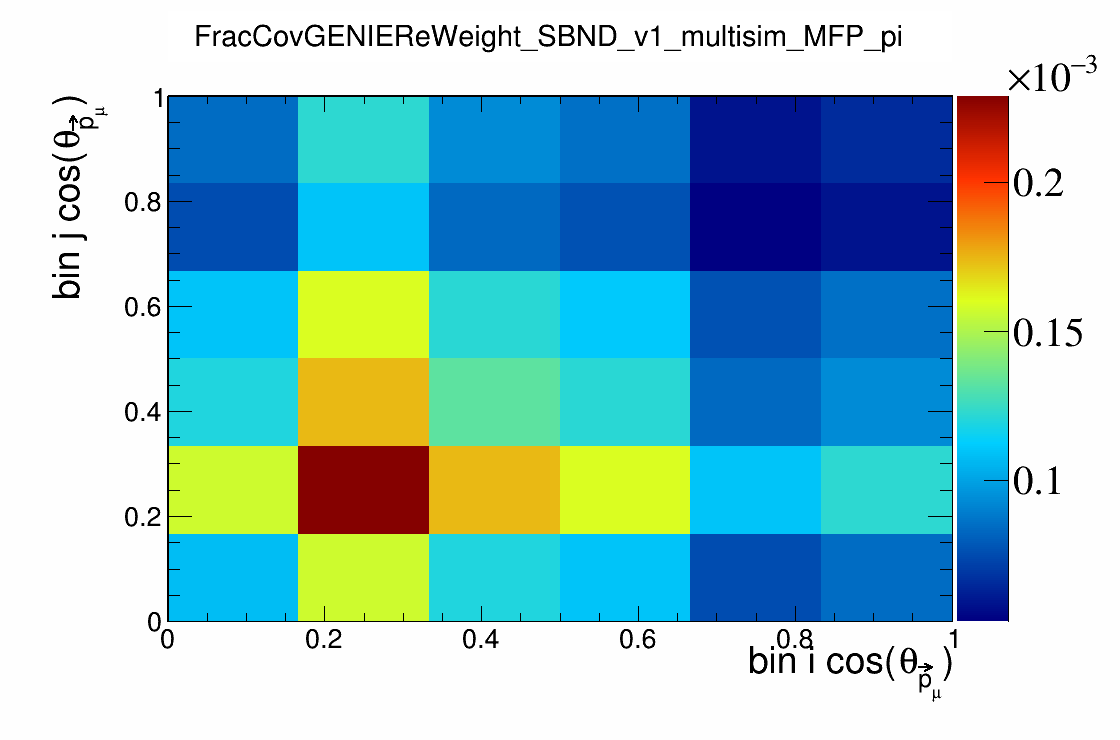 FracCovGENIEReWeight_SBND_v1_multisim_MFP_pi
×10⁻³
bin j cos(θ_p⃗_μ)
1
0.8
0.6
0.4
0.2
0
0 0.2 0.4 0.6 0.8 1
bin i cos(θ_p⃗_μ)
0.2
0.15
0.1